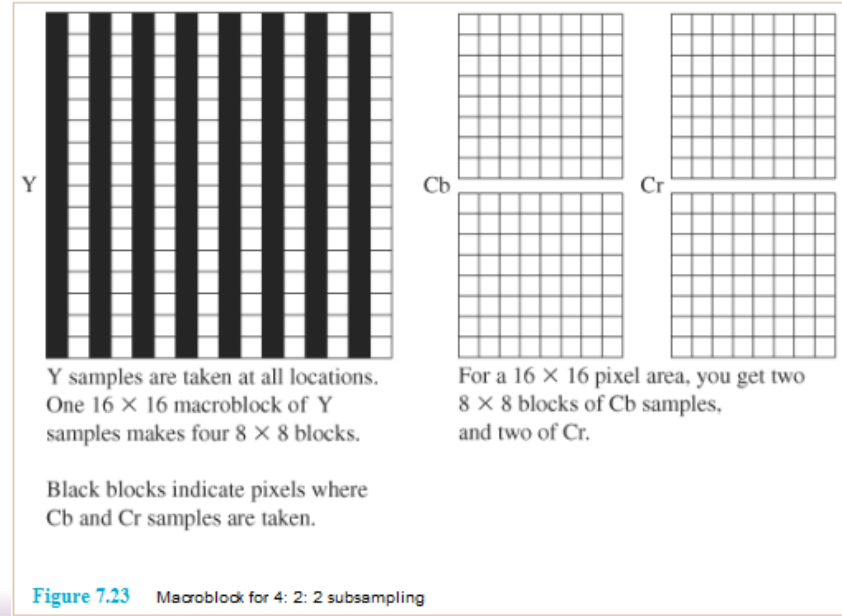 Y
Cb
Cr
Y samples are taken at all locations.
One 16 × 16 macroblock of Y
samples makes four 8 × 8 blocks.
Black blocks indicate pixels where
Cb and Cr samples are taken.
For a 16 × 16 pixel area, you get two
8 × 8 blocks of Cb samples,
and two of Cr.
Figure 7.23 Macroblock for 4: 2: 2 subsampling